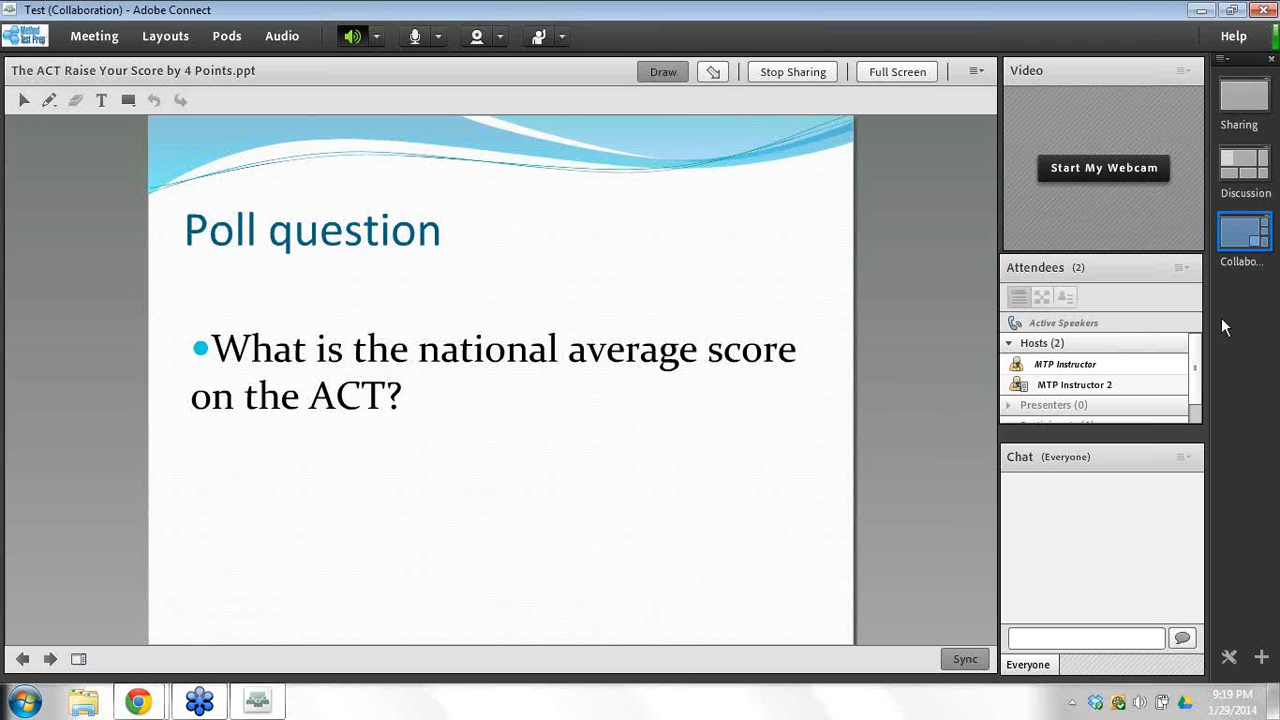 Test (Collaboration) - Adobe Connect
Method Test Prep
Meeting
Layouts
Pods
Audio
Help
The ACT Raise Your Score by 4 Points.ppt
Draw
Stop Sharing
Full Screen
Video
Start My Webcam
Sharing
Discussion
Collabo...
Poll question
•What is the national average score
on the ACT?
Attendees (2)
Active Speakers
Hosts (2)
MTP Instructor
MTP Instructor 2
Presenters (0)
Chat (Everyone)
Everyone
Sync
9:19 PM
1/29/2014